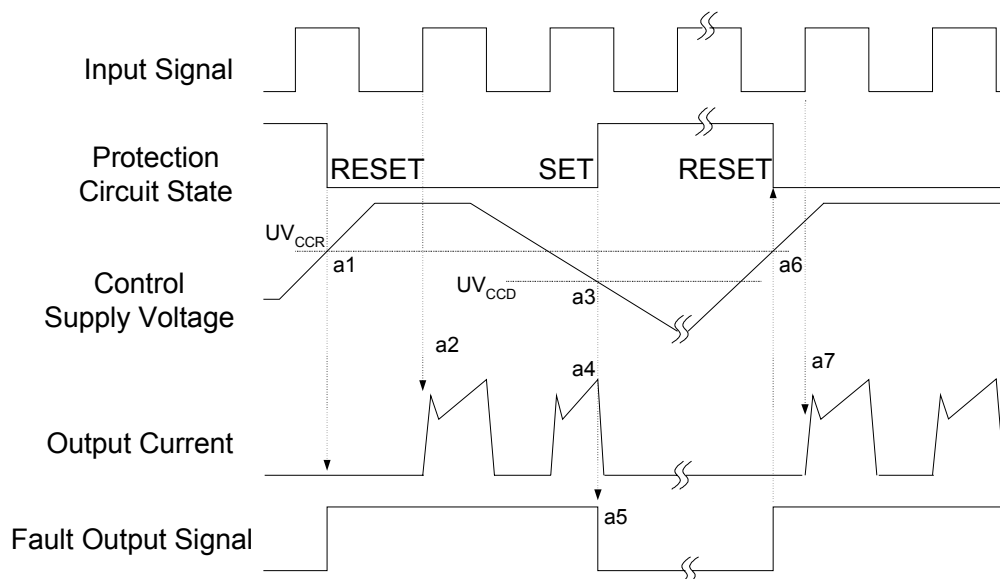 Input Signal
Protection
Circuit State
RESET
SET
RESET
UVCCR
a1
a6
Control
Supply Voltage
UVCCD
a3
a2
a4
a7
Output Current
a5
Fault Output Signal